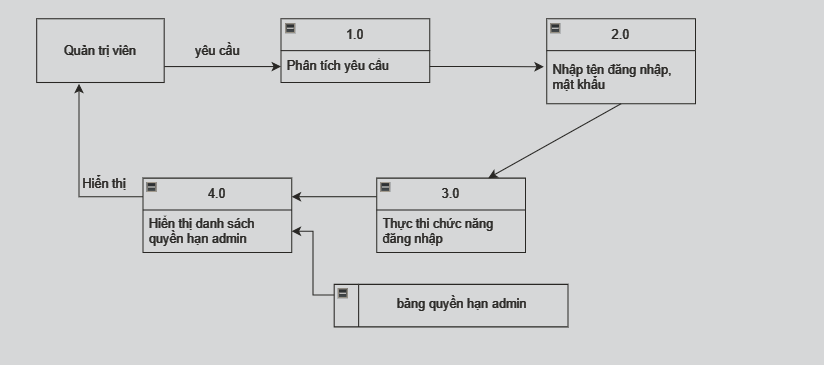 Quản trị viên
yêu cầu
1.0
Phân tích yêu cầu
2.0
Nhập tên đăng nhập,
mật khẩu
Hiển thị
4.0
Hiển thị danh sách
quyền hạn admin
3.0
Thực thi chức năng
đăng nhập
bảng quyền hạn admin